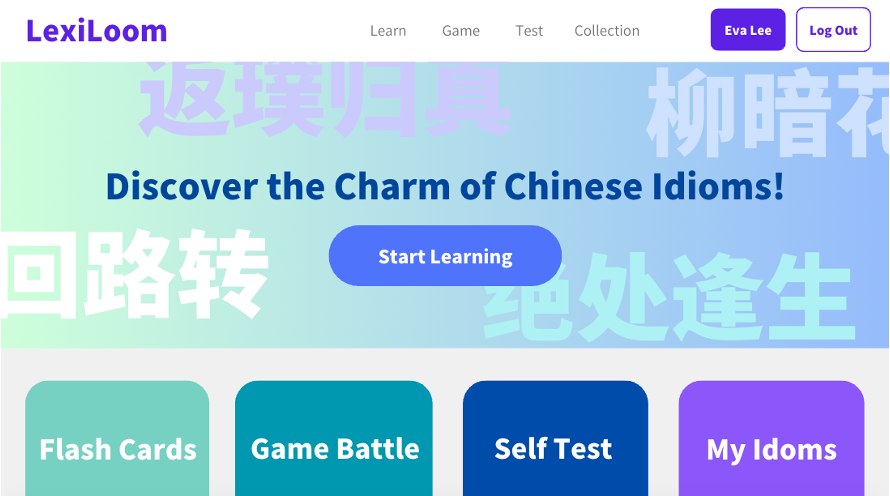 LexiLoom
Learn
Game
Test
Collection
Eva Lee
Log Out
返璞归真
柳暗花
Discover the Charm of Chinese Idioms!
回路转
Start Learning
绝处逢生
Flash Cards
Game Battle
Self Test
My Idoms